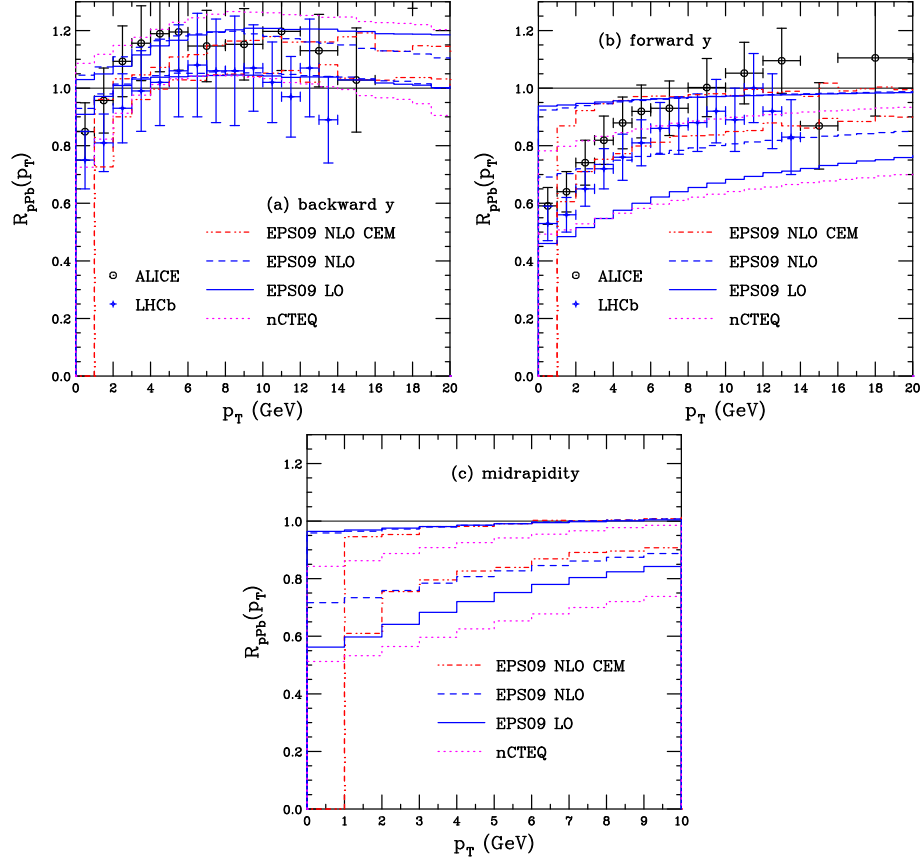 1.2
1.0
0.8
0.6
0.4
0.2
0.0
R_pPb(p_T)
(a) backward y
EPS09 NLO CEM
EPS09 NLO
EPS09 LO
nCTEQ
ALICE
LHCb
0 2 4 6 8 10 12 14 16 18 20
p_T (GeV)
1.2
1.0
0.8
0.6
0.4
0.2
0.0
R_pPb(p_T)
(b) forward y
EPS09 NLO CEM
EPS09 NLO
EPS09 LO
nCTEQ
ALICE
LHCb
0 2 4 6 8 10 12 14 16 18 20
p_T (GeV)
1.2
1.0
0.8
0.6
0.4
0.2
0.0
R_pPb(p_T)
(c) midrapidity
EPS09 NLO CEM
EPS09 NLO
EPS09 LO
nCTEQ
0 1 2 3 4 5 6 7 8 9 10
p_T (GeV)